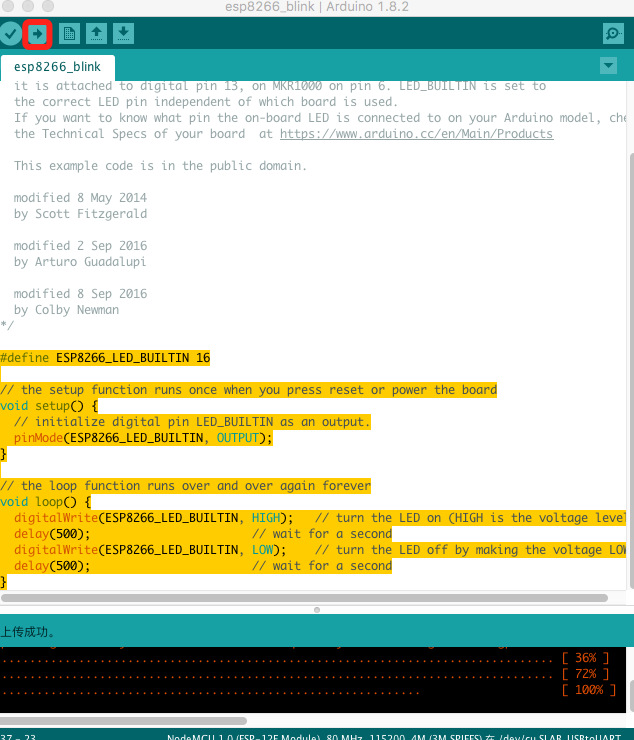 esp8266_blink | Arduino 1.8.2
esp8266_blink
it is attached to digital pin 13, on MKR1000 on pin 6. LED_BUILTIN is set to
the correct LED pin independent of which board is used.
If you want to know what pin the on-board LED is connected to on your Arduino model, che
the Technical Specs of your board  at https://www.arduino.cc/en/Main/Products
This example code is in the public domain.
modified 8 May 2014
by Scott Fitzgerald
modified 2 Sep 2016
by Arturo Guadalupi
modified 8 Sep 2016
by Colby Newman
*/
#define ESP8266_LED_BUILTIN 16
// the setup function runs once when you press reset or power the board
void setup() {
  // initialize digital pin LED_BUILTIN as an output.
  pinMode(ESP8266_LED_BUILTIN, OUTPUT);
}
// the loop function runs over and over again forever
void loop() {
  digitalWrite(ESP8266_LED_BUILTIN, HIGH);   // turn the LED on (HIGH is the voltage level
  delay(500);                       // wait for a second
  digitalWrite(ESP8266_LED_BUILTIN, LOW);    // turn the LED off by making the voltage LOW
  delay(500);                       // wait for a second
}
上传成功。
................................................................................ [ 36% ]
................................................................................ [ 72% ]
............................................................. [ 100% ]
37 - 23 NodeMCU 1.0 (ESP-12E Module), 80 MHz, 115200, 4M (3M SPIFFS) 在 /dev/cu.SLAB_USBtoUART